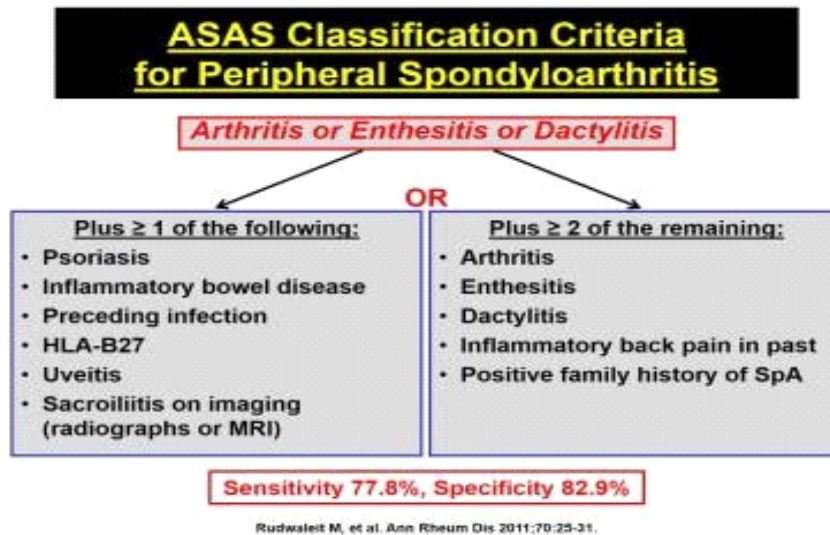 ASAS Classification Criteria
for Peripheral Spondyloarthritis
Arthritis or Enthesitis or Dactylitis
OR
Plus ≥ 1 of the following:
• Psoriasis
• Inflammatory bowel disease
• Preceding infection
• HLA-B27
• Uveitis
• Sacroiliitis on imaging
(radiographs or MRI)
Plus ≥ 2 of the remaining:
• Arthritis
• Enthesitis
• Dactylitis
• Inflammatory back pain in past
• Positive family history of SpA
Sensitivity 77.8%, Specificity 82.9%
Rudwaleit M, et al. Ann Rheum Dis 2011;70:25-31.